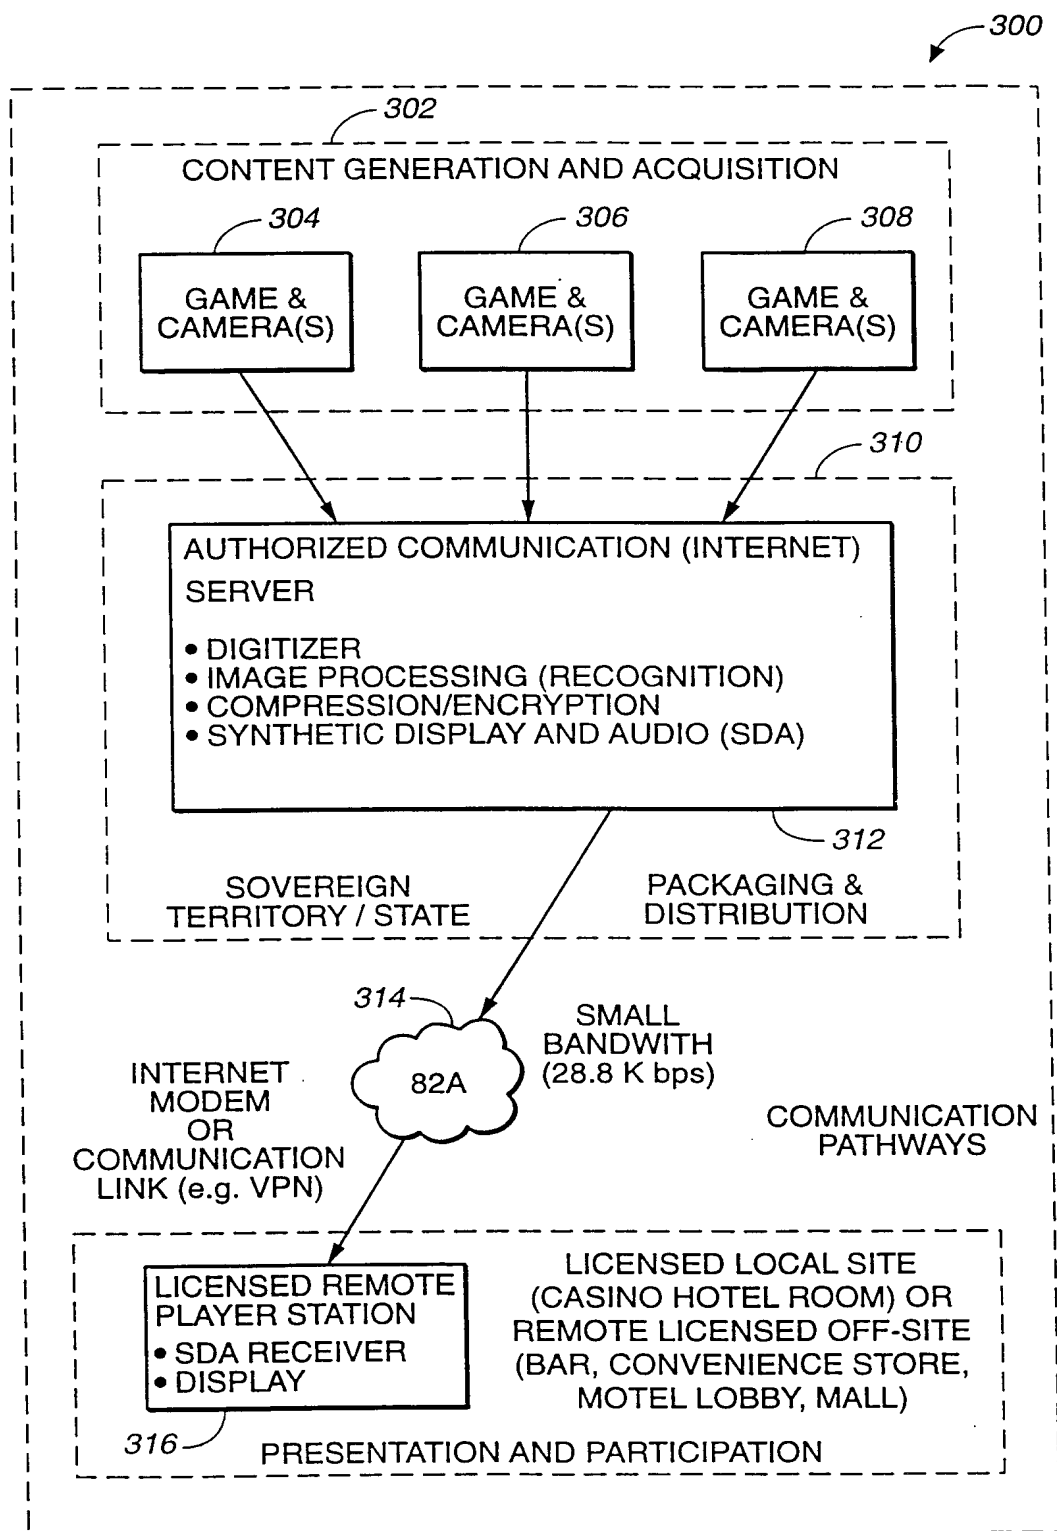 300
302
CONTENT GENERATION AND ACQUISITION
304
306
308
GAME &
CAMERA(S)
GAME &
CAMERA(S)
GAME &
CAMERA(S)
310
AUTHORIZED COMMUNICATION (INTERNET)
SERVER
• DIGITIZER
• IMAGE PROCESSING (RECOGNITION)
• COMPRESSION/ENCRYPTION
• SYNTHETIC DISPLAY AND AUDIO (SDA)
312
SOVEREIGN
TERRITORY / STATE
PACKAGING &
DISTRIBUTION
314
82A
SMALL
BANDWITH
(28.8 K bps)
INTERNET
MODEM
OR
COMMUNICATION
LINK (e.g. VPN)
COMMUNICATION
PATHWAYS
LICENSED REMOTE
PLAYER STATION
• SDA RECEIVER
• DISPLAY
316
LICENSED LOCAL SITE
(CASINO HOTEL ROOM) OR
REMOTE LICENSED OFF-SITE
(BAR, CONVENIENCE STORE,
MOTEL LOBBY, MALL)
PRESENTATION AND PARTICIPATION